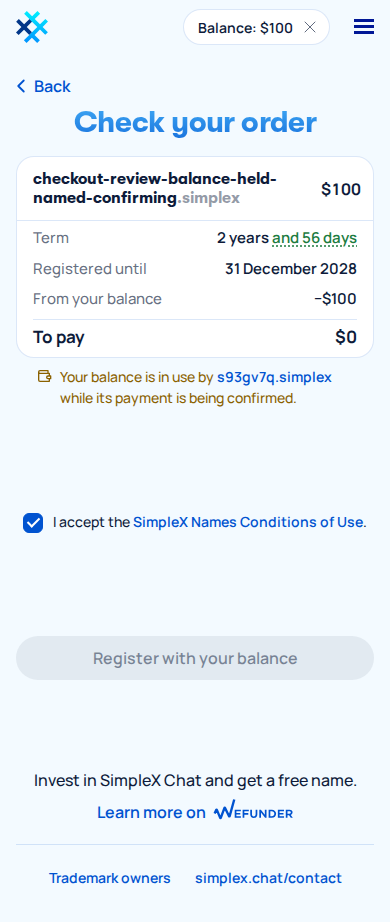 Balance: $100
Back
Check your order
checkout-review-balance-held-
named-confirming.simplex
$100
Term
2 years and 56 days
Registered until
31 December 2028
From your balance
−$100
To pay
$0
Your balance is in use by s93gv7q.simplex
while its payment is being confirmed.
I accept the SimpleX Names Conditions of Use.
Register with your balance
Invest in SimpleX Chat and get a free name.
Learn more on WEFUNDER
Trademark owners
simplex.chat/contact